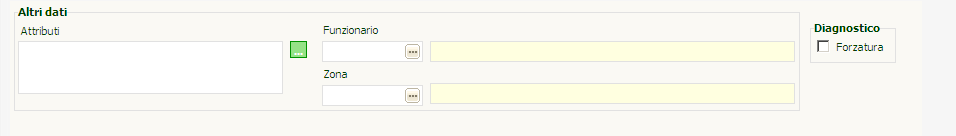 Altri dati
Attributi
Funzionario
Zona
Diagnostico
Forzatura